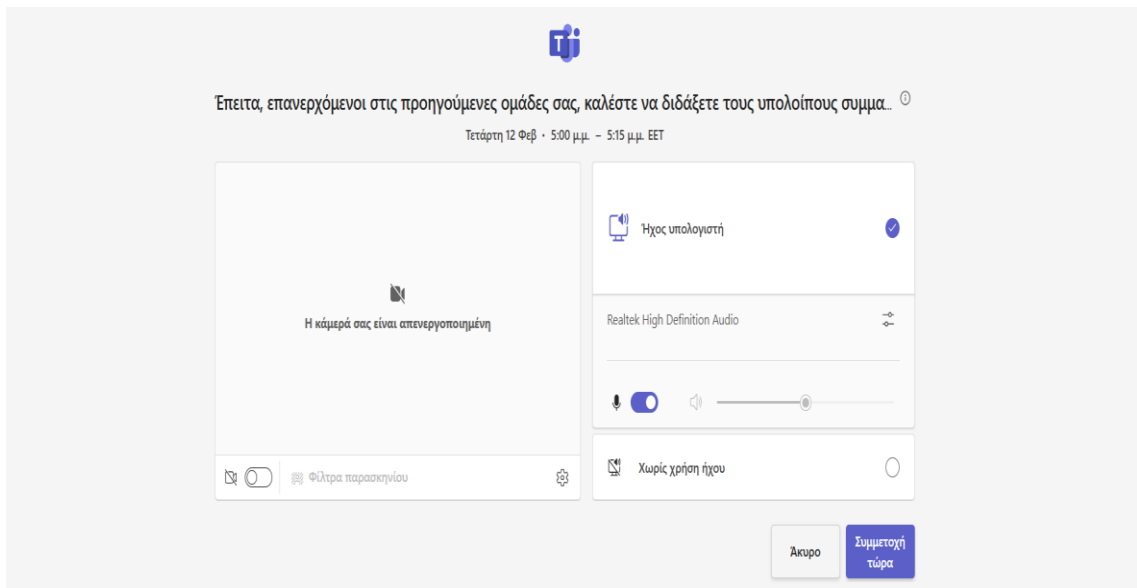 Έπειτα, επανερχόμενοι στις προηγούμενες ομάδες σας, καλέστε να διδάξετε τους υπολοίπους συμμα...
Τετάρτη 12 Φεβ • 5:00 μ.μ. – 5:15 μ.μ. EET
Ήχος υπολογιστή
Η κάμερά σας είναι απενεργοποιημένη
Realtek High Definition Audio
Φίλτρα παρασκηνίου
Χωρίς χρήση ήχου
Άκυρο
Συμμετοχή
τώρα